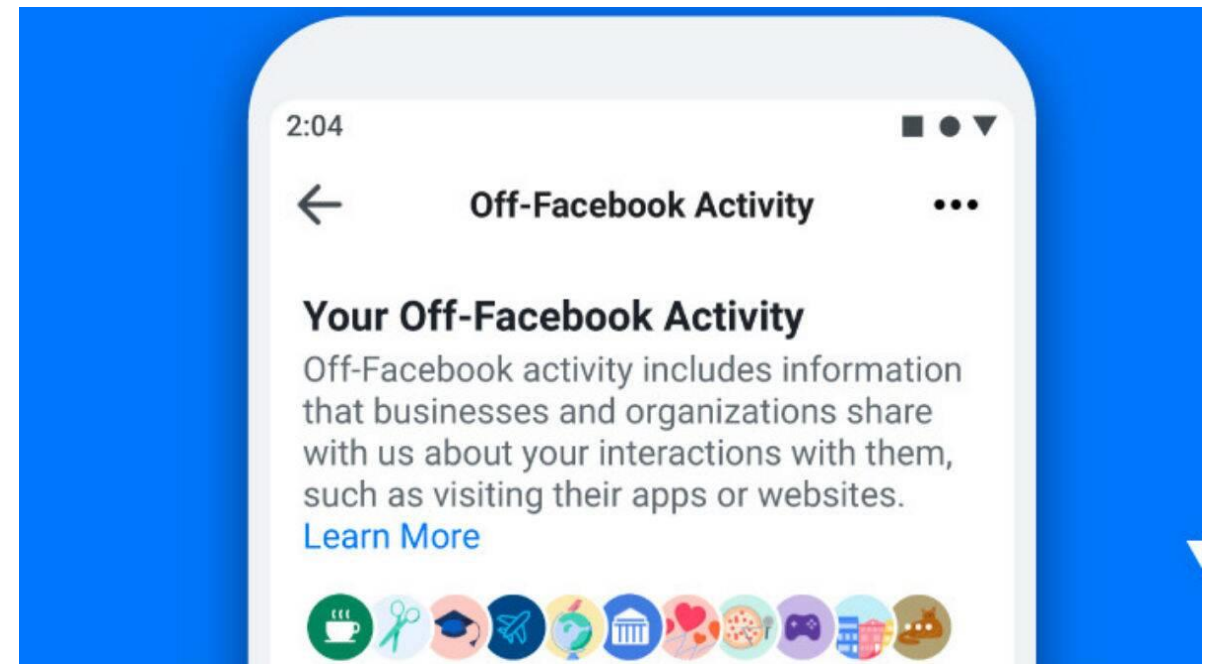 2:04
Off-Facebook Activity
Your Off-Facebook Activity
Off-Facebook activity includes information
that businesses and organizations share
with us about your interactions with them,
such as visiting their apps or websites.
Learn More